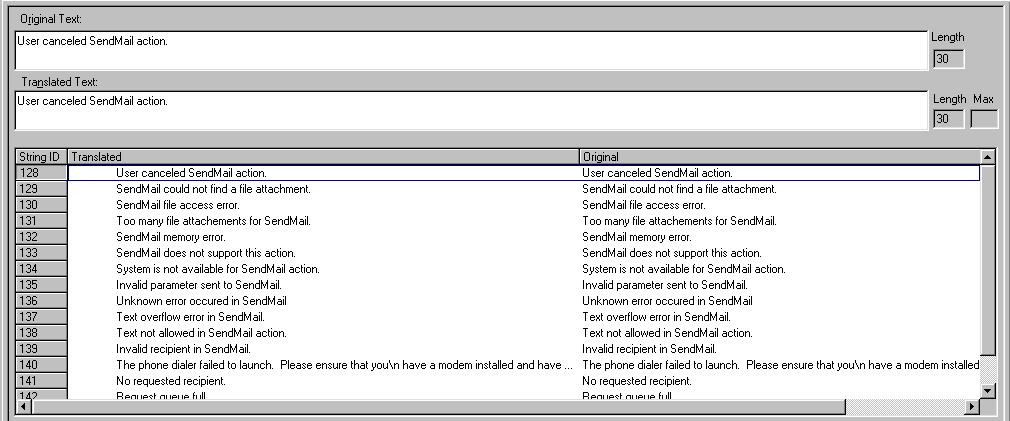 Original Text:
User canceled SendMail action.
Length
30
Translated Text:
User canceled SendMail action.
Length Max
30
String ID Translated Original
128 User canceled SendMail action. User canceled SendMail action.
129 SendMail could not find a file attachment. SendMail could not find a file attachment.
130 SendMail file access error. SendMail file access error.
131 Too many file attachements for SendMail. Too many file attachements for SendMail.
132 SendMail memory error. SendMail memory error.
133 SendMail does not support this action. SendMail does not support this action.
134 System is not available for SendMail action. System is not available for SendMail action.
135 Invalid parameter sent to SendMail. Invalid parameter sent to SendMail.
136 Unknown error occured in SendMail Unknown error occured in SendMail
137 Text overflow error in SendMail. Text overflow error in SendMail.
138 Text not allowed in SendMail action. Text not allowed in SendMail action.
139 Invalid recipient in SendMail. Invalid recipient in SendMail.
140 The phone dialer failed to launch.  Please ensure that you\n have a modem installed and have ... The phone dialer failed to launch.  Please ensure that you\n have a modem installed
141 No requested recipient. No requested recipient.
142 Request queue full. Request queue full.